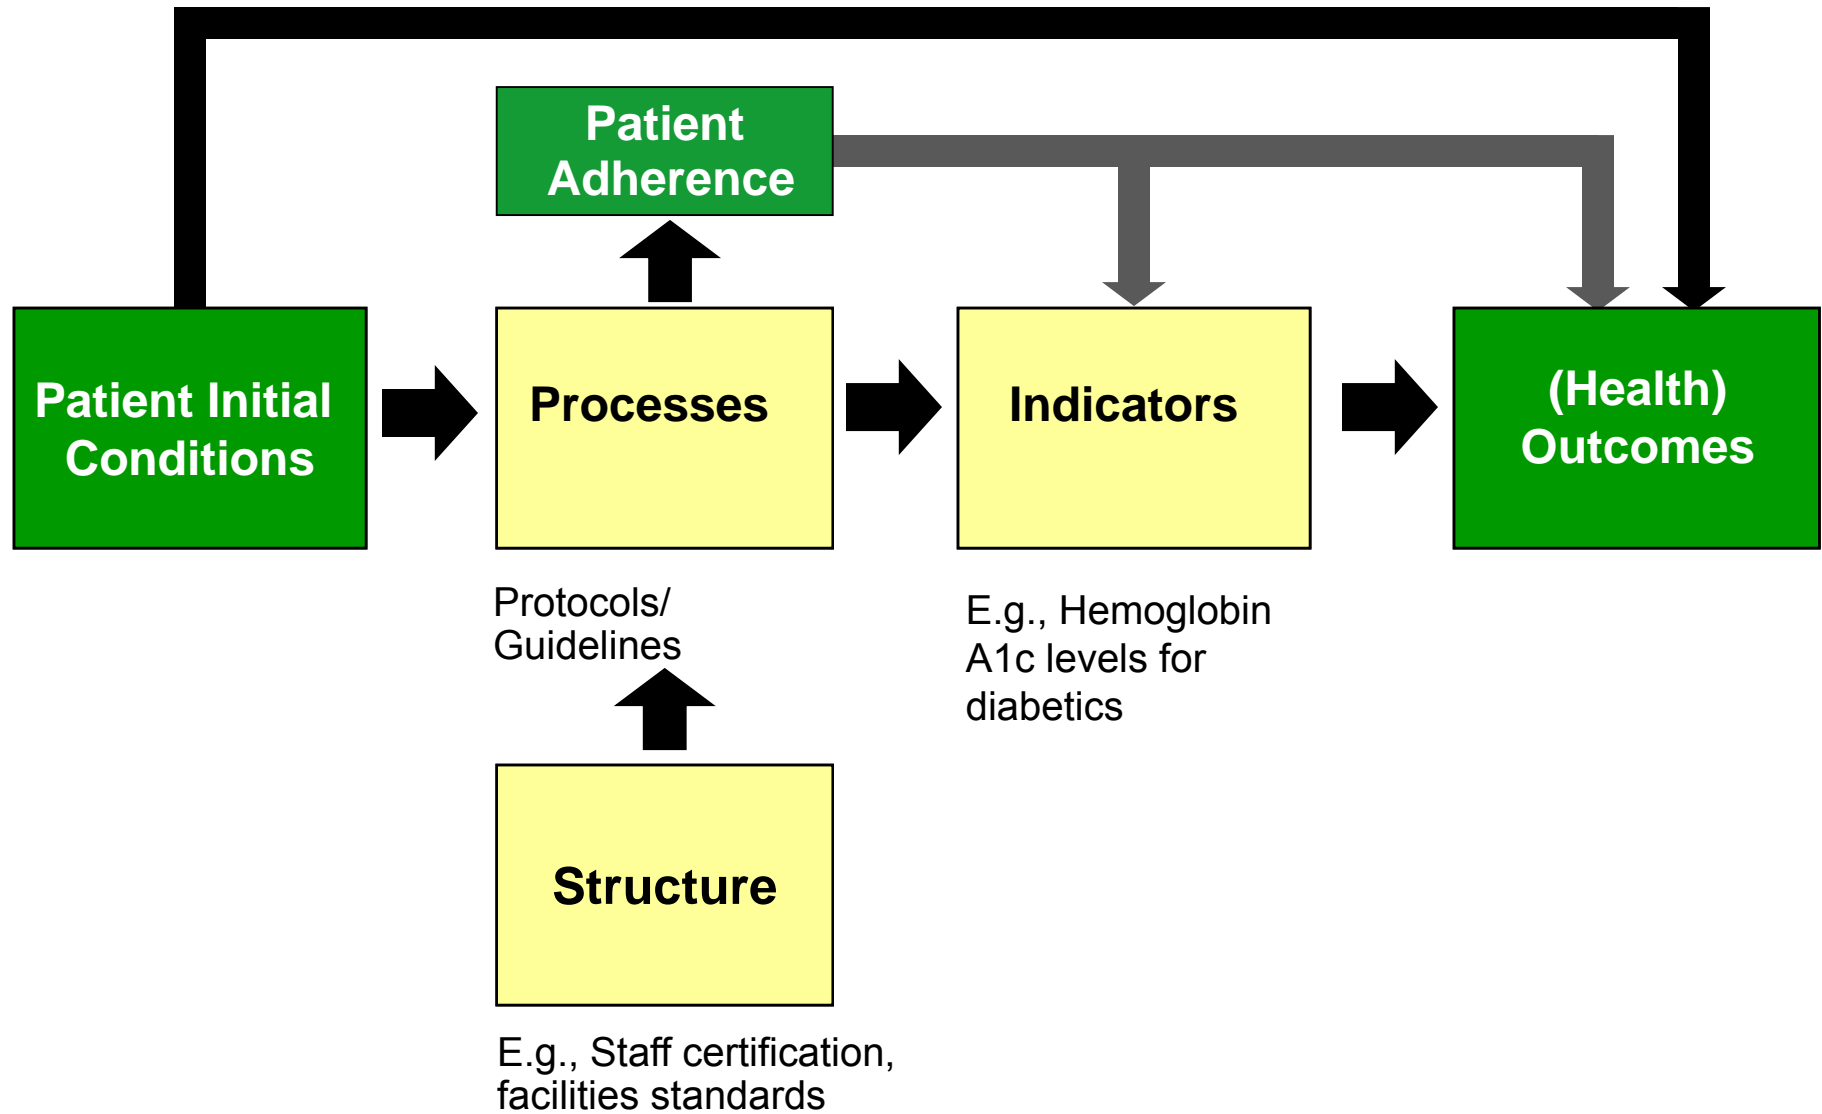 Patient
Adherence
Patient Initial
Conditions
Processes
Indicators
(Health)
Outcomes
Protocols/
Guidelines
E.g., Hemoglobin
A1c levels for
diabetics
Structure
E.g., Staff certification,
facilities standards